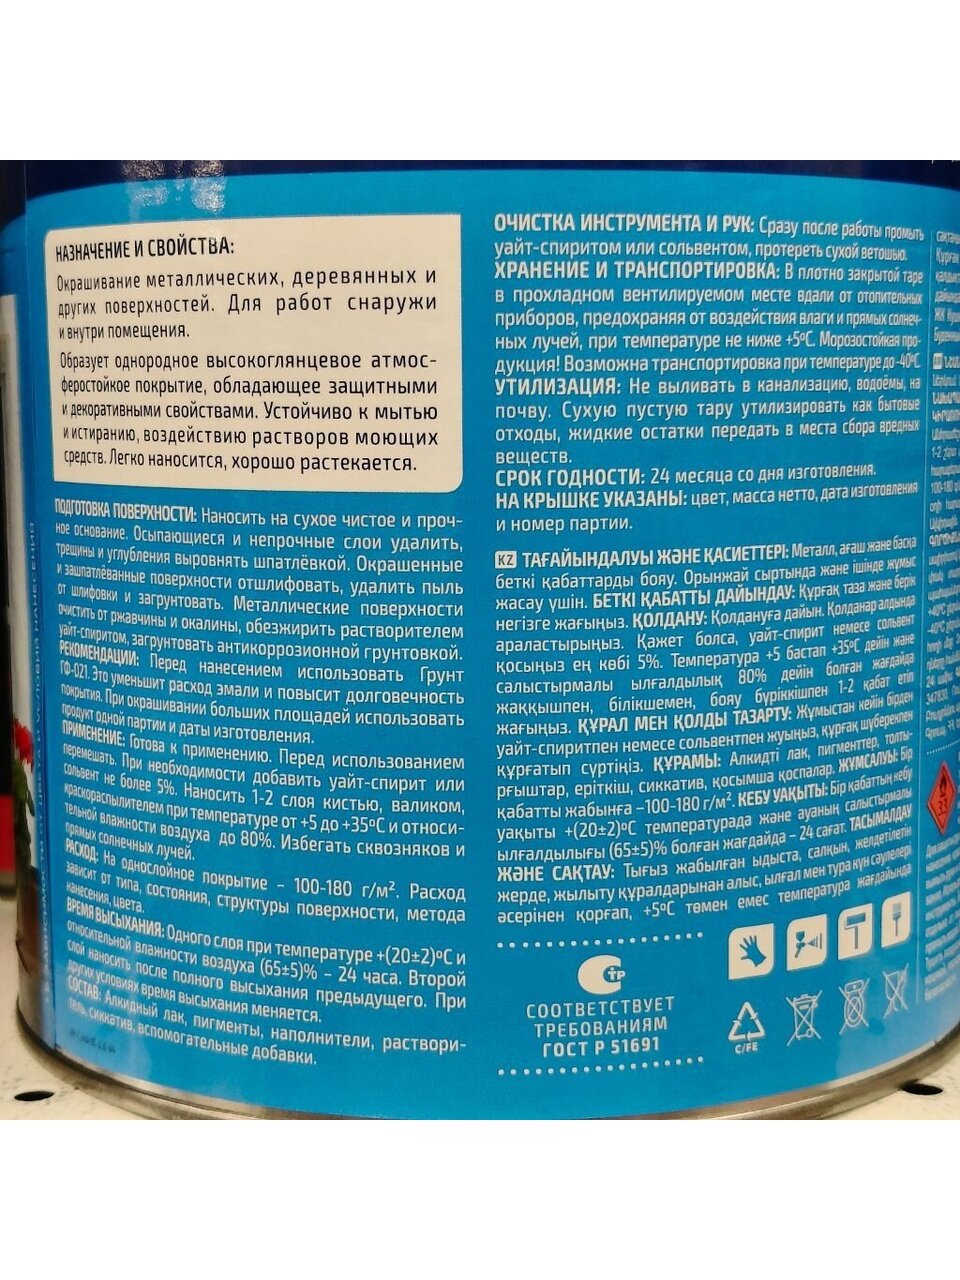 НАЗНАЧЕНИЕ И СВОЙСТВА:
Окрашивание металлических, деревянных и
других поверхностей. Для работ снаружи
и внутри помещения.
Образует однородное высокоглянцевое атмос-
феростойкое покрытие, обладающее защитными
и декоративными свойствами. Устойчиво к мытью
и истиранию, воздействию растворов моющих
средств. Легко наносится, хорошо растекается.
ПОДГОТОВКА ПОВЕРХНОСТИ: Наносить на сухое чистое и проч-
ное основание. Осыпающиеся и непрочные слои удалить,
трещины и углубления выровнять шпатлёвкой. Окрашенные
и зашпатлёванные поверхности отшлифовать, удалить пыль
от шлифовки и загрунтовать. Металлические поверхности
очистить от ржавчины и окалины, обезжирить растворителем
уайт-спиритом, загрунтовать антикоррозионной грунтовкой.
РЕКОМЕНДАЦИИ: Перед нанесением использовать Грунт
ГФ-021. Это уменьшит расход эмали и повысит долговечность
покрытия. При окрашивании больших площадей использовать
продукт одной партии и даты изготовления.
ПРИМЕНЕНИЕ: Готова к применению. Перед использованием
перемешать. При необходимости добавить уайт-спирит или
сольвент не более 5%. Наносить 1-2 слоя кистью, валиком,
краскораспылителем при температуре от +5 до +35ºС и относи-
тельной влажности воздуха до 80%. Избегать сквозняков и
прямых солнечных лучей.
РАСХОД: На однослойное покрытие – 100-180 г/м². Расход
зависит от типа, состояния, структуры поверхности, метода
нанесения, цвета.
ВРЕМЯ ВЫСЫХАНИЯ: Одного слоя при температуре +(20±2)ºС и
относительной влажности воздуха (65±5)% – 24 часа. Второй
слой наносить после полного высыхания предыдущего. При
других условиях время высыхания меняется.
СОСТАВ: Алкидный лак, пигменты, наполнители, раствори-
тель, сиккатив, вспомогательные добавки.
ОЧИСТКА ИНСТРУМЕНТА И РУК: Сразу после работы промыть
уайт-спиритом или сольвентом, протереть сухой ветошью.
ХРАНЕНИЕ И ТРАНСПОРТИРОВКА: В плотно закрытой таре
в прохладном вентилируемом месте вдали от отопительных
приборов, предохраняя от воздействия влаги и прямых солнеч-
ных лучей, при температуре не ниже +5ºС. Морозостойкая про-
дукция! Возможна транспортировка при температуре до -40ºС.
УТИЛИЗАЦИЯ: Не выливать в канализацию, водоёмы, на
почву. Сухую пустую тару утилизировать как бытовые
отходы, жидкие остатки передать в места сбора вредных
веществ.
СРОК ГОДНОСТИ: 24 месяца со дня изготовления.
НА КРЫШКЕ УКАЗАНЫ: цвет, масса нетто, дата изготовления
и номер партии.
KZ ТАҒАЙЫНДАЛУЫ ЖӘНЕ ҚАСИЕТТЕРІ: Металл, ағаш және басқа
беткі қабаттарды бояу. Орынжай сыртында және ішінде жұмыс
жасау үшін. БЕТКІ ҚАБАТТЫ ДАЙЫНДАУ: Құрғақ таза және берік
негізге жағыңыз. ҚОЛДАНУ: Қолдануға дайын. Қолданар алдында
араластырыңыз. Қажет болса, уайт-спирит немесе сольвент
қосыңыз ең көбі 5%. Температура +5 бастап +35ºС дейін және
салыстырмалы ылғалдылық 80% дейін болған жағдайда
жаққышпен, білікшемен, бояу бүріккішпен 1-2 қабат етіп
жағыңыз. ҚҰРАЛ МЕН ҚОЛДЫ ТАЗАРТУ: Жұмыстан кейін бірден
уайт-спиритпен немесе сольвентпен жуыңыз, құрғақ шүберекпен
құрғатып сүртіңіз. ҚҰРАМЫ: Алкидті лак, пигменттер, толты-
рғыштар, еріткіш, сиккатив, қосымша қоспалар. ЖҰМСАЛУЫ: Бір
қабатты жабынға –100-180 г/м². КЕБУ УАҚЫТЫ: Бір қабаттың кебу
уақыты +(20±2)ºС температурада және ауаның салыстырмалы
ылғалдылығы (65±5)% болған жағдайда – 24 сағат. ТАСЫМАЛДАУ
ЖӘНЕ САҚТАУ: Тығыз жабылған ыдыста, салқын, желдетілетін
жерде, жылыту құралдарынан алыс, ылғал мен тура күн сәулелері
әсерінен қорғап, +5ºС төмен емес температура жағдайында
СТР
СООТВЕТСТВУЕТ
ТРЕБОВАНИЯМ
ГОСТ Р 51691
C/FE